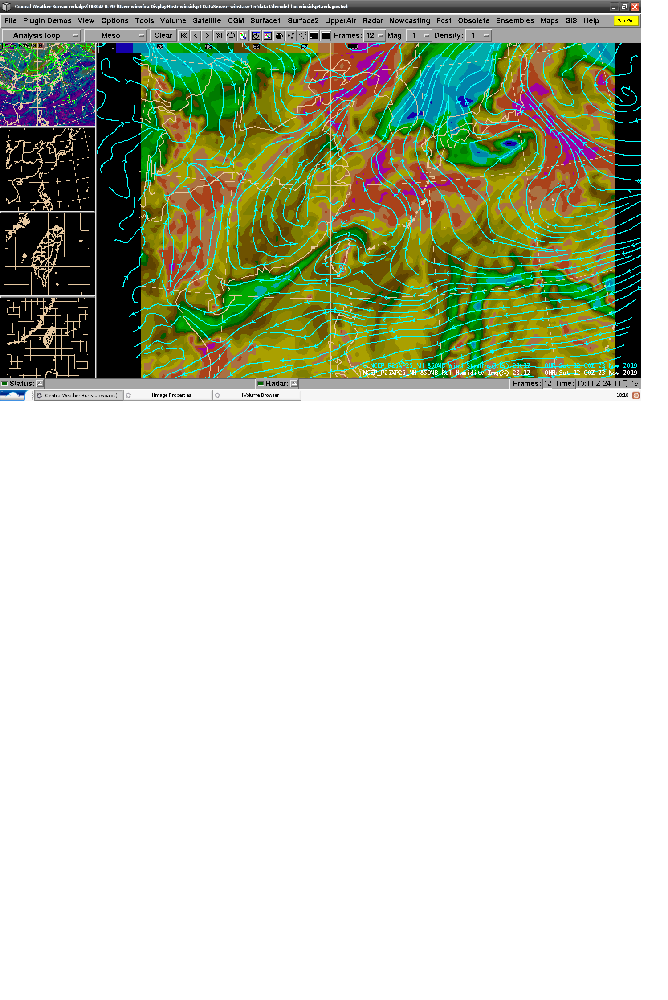 Central Weather Bureau cwbalps(10804) D-2D (User: winwfxa DisplayHost: winsidsp3 DataServer: winstasv1e:/data1/decode) (on winsidsp3.cwb.gov.tw)
File Plugin Demos View Options Tools Volume Satellite CGM Surface1 Surface2 UpperAir Radar Nowcasting Fcst Obsolete Ensembles Maps GIS Help WarnGen
Analysis loop Meso Clear Frames: 12 Mag: 1 Density: 1
0 20 40 60 80 100
2
NCEP_P25XP25_NH 850MB Wind Strmlns(kts) 23.12 0HR Sat 12:00Z 23-Nov-2019
NCEP_P25XP25_NH 850MB Rel Humidity Img(%) 23.12 0HR Sat 12:00Z 23-Nov-2019
Status: Radar: Frames: 12 Time: 10:11 Z 24-11月-19
Central Weather Bureau cwbalps(... [Image Properties] [Volume Browser] 18:18